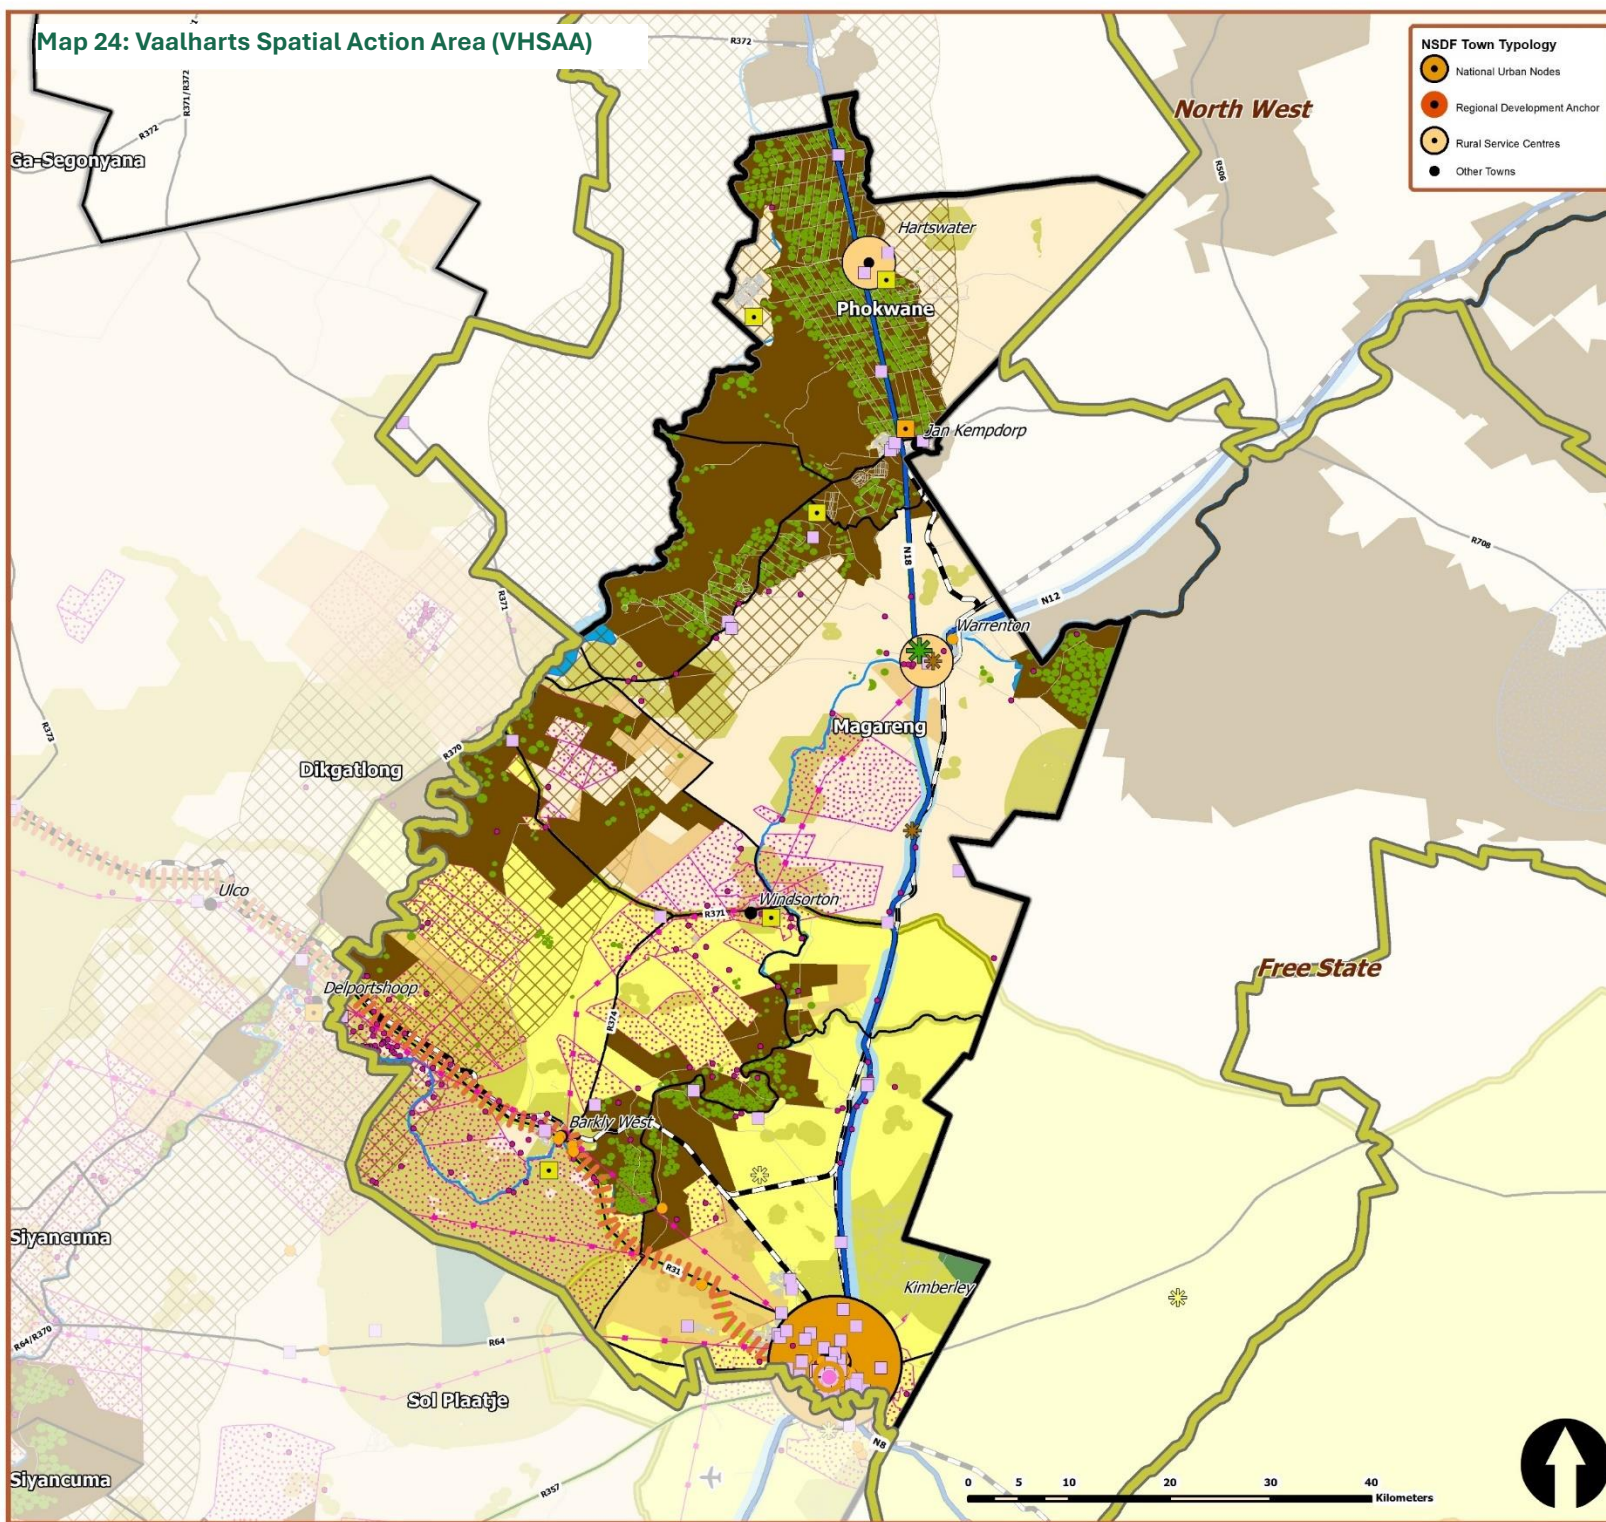 Map 24: Vaalharts Spatial Action Area (VHSAA)
R372
R371/R372
R372
Ga-Segonyana
North West
R506
NSDF Town Typology
National Urban Nodes
Regional Development Anchor
Rural Service Centres
Other Towns
Hartswater
Phokwane
Jan Kempdorp
R708
N18
R371
N12
Warrenton
Magareng
R373
R370
Dikgatlong
Ulco
Windsorton
R371
Free State
Delportshoop
R374
Barkly West
Siyancuma
R31
Kimberley
R64/R370
R64
Sol Plaatje
N8
Siyancuma
R357
0 5 10 20 30 40
Kilometers